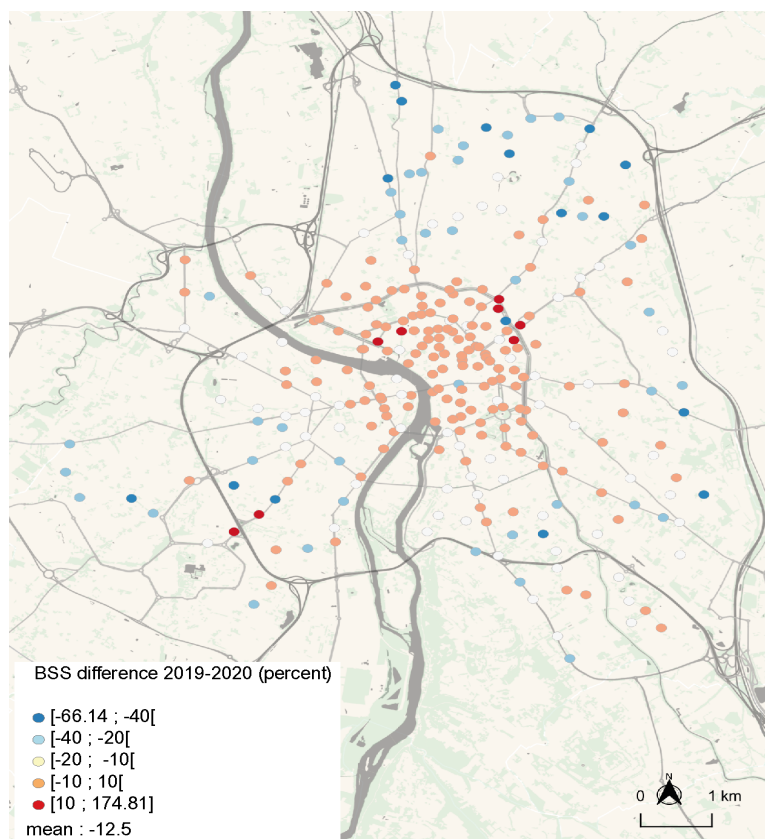 BSS difference 2019-2020 (percent)
[-66.14 ; -40[
[-40 ; -20[
[-20 ; -10[
[-10 ; 10[
[10 ; 174.81]
mean : -12.5
N
0 1 km